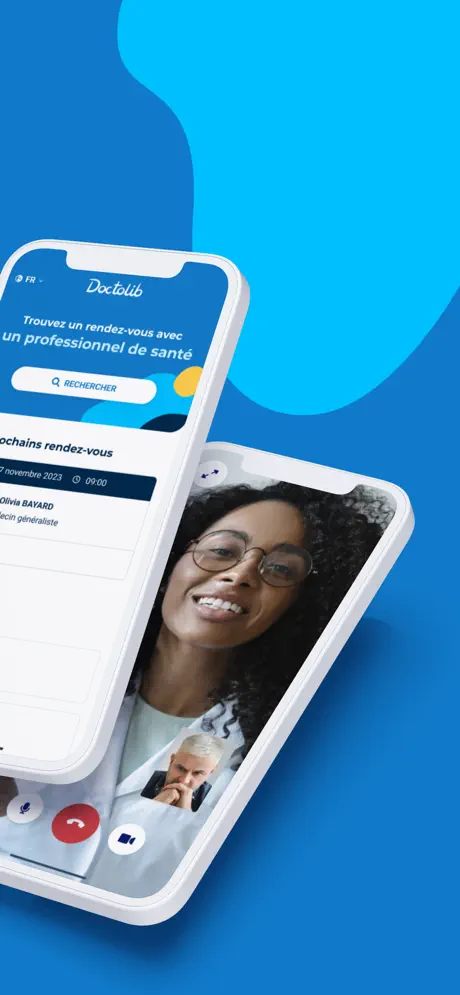 FR
Doctolib
Trouvez un rendez-vous avec
un professionnel de santé
RECHERCHER
ochains rendez-vous
7 novembre 2023 09:00
Olivia BAYARD
ecin généraliste